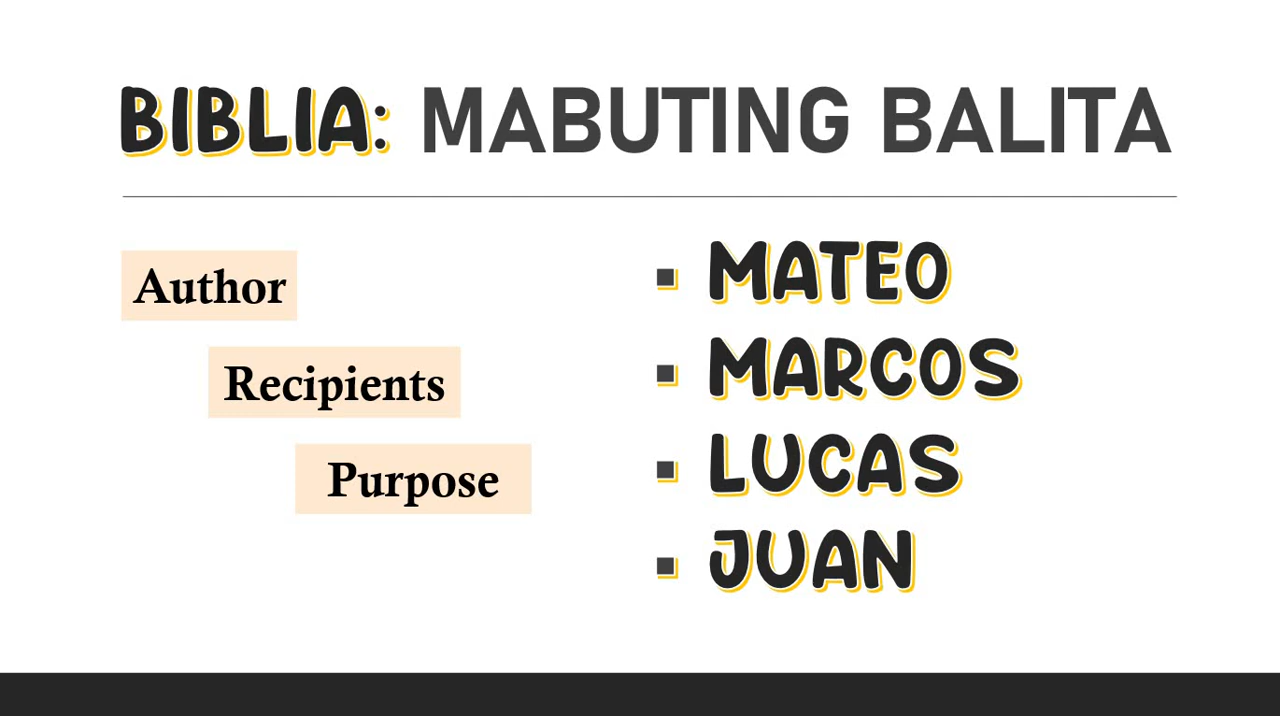 BIBLIA: MABUTING BALITA
Author
Recipients
Purpose
▪ MATEO
▪ MARCOS
▪ LUCAS
▪ JUAN